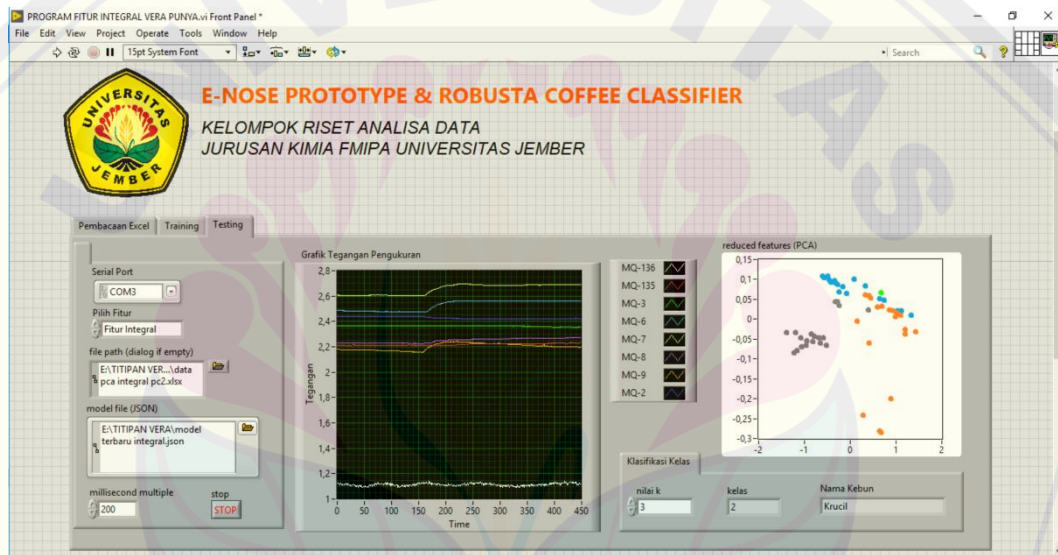 PROGRAM FITUR INTEGRAL VERA PUNYA.vi Front Panel *
File Edit View Project Operate Tools Window Help
15pt System Font
Search
UNIVERSITAS
JEMBER
E-NOSE PROTOTYPE & ROBUSTA COFFEE CLASSIFIER
KELOMPOK RISET ANALISA DATA
JURUSAN KIMIA FMIPA UNIVERSITAS JEMBER
Pembacaan Excel Training Testing
Serial Port
COM3
Pilih Fitur
Fitur Integral
file path (dialog if empty)
E:\TITIPAN VER...\data
pca integral pc2.xlsx
model file (JSON)
E:\TITIPAN VERA\model
terbaru integral.json
millisecond multiple
200
stop
STOP
Grafik Tegangan Pengukuran
Tegangan
2,8
2,6
2,4
2,2
2
1,8
1,6
1,4
1,2
1
0 50 100 150 200 250 300 350 400 450
Time
MQ-136
MQ-135
MQ-3
MQ-6
MQ-7
MQ-8
MQ-9
MQ-2
reduced features (PCA)
0,15
0,1
0,05
0
-0,05
-0,1
-0,15
-0,2
-0,25
-0,3
-2 -1 0 1 2
Klasifikasi Kelas
nilai k
3
kelas
2
Nama Kebun
Krucil